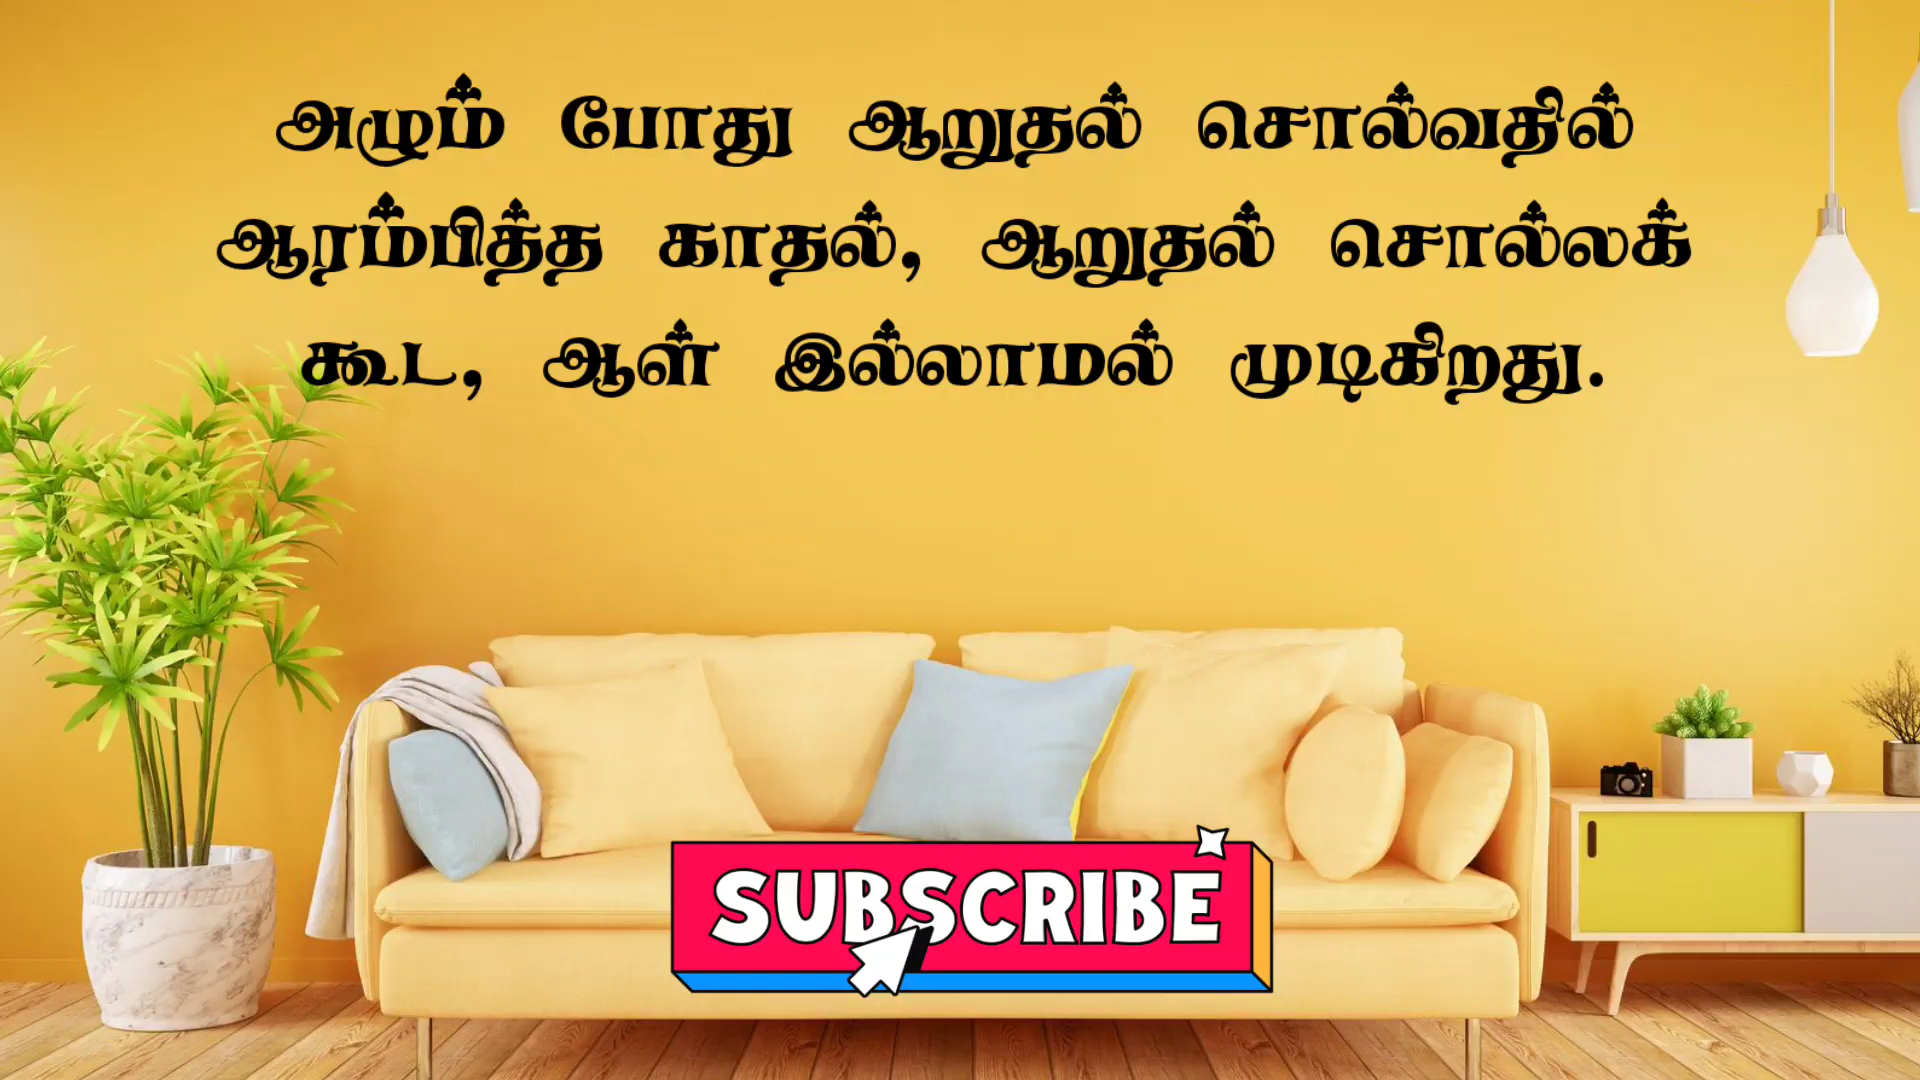 அழும் போது ஆறுதல் சொல்வதில்
ஆரம்பித்த காதல், ஆறுதல் சொல்லக்
கூட, ஆள் இல்லாமல் முடிகிறது.
SUBSCRIBE